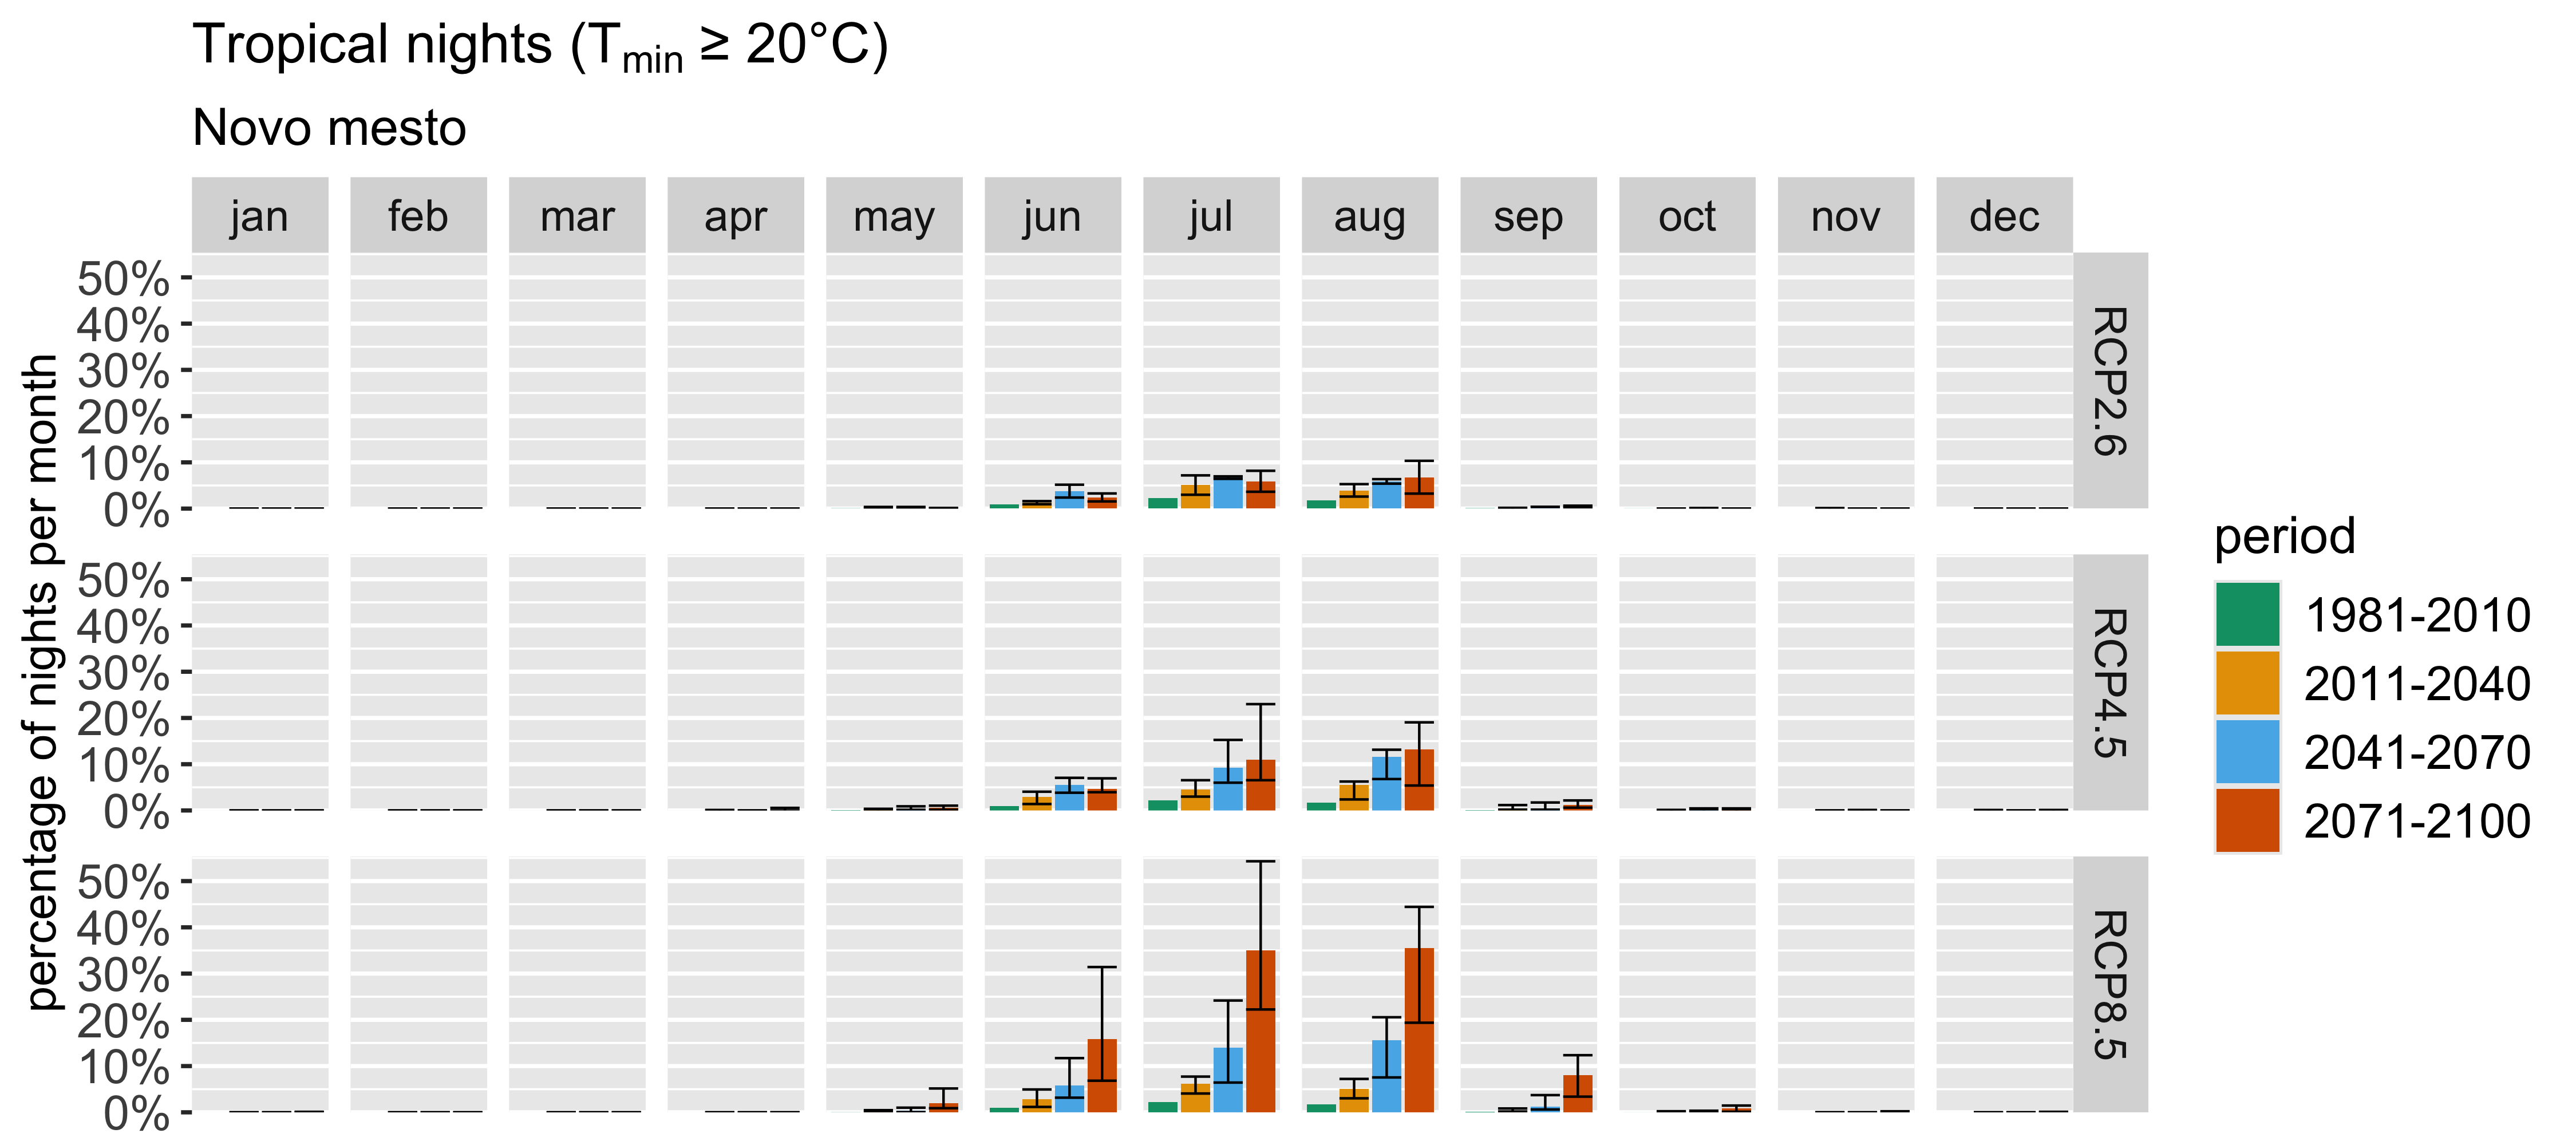 Tropical nights (Tmin ≥ 20°C)
Novo mesto
jan feb mar apr may jun jul aug sep oct nov dec
percentage of nights per month
50%
40%
30%
20%
10%
0%
RCP2.6
50%
40%
30%
20%
10%
0%
RCP4.5
50%
40%
30%
20%
10%
0%
RCP8.5
period
1981-2010
2011-2040
2041-2070
2071-2100